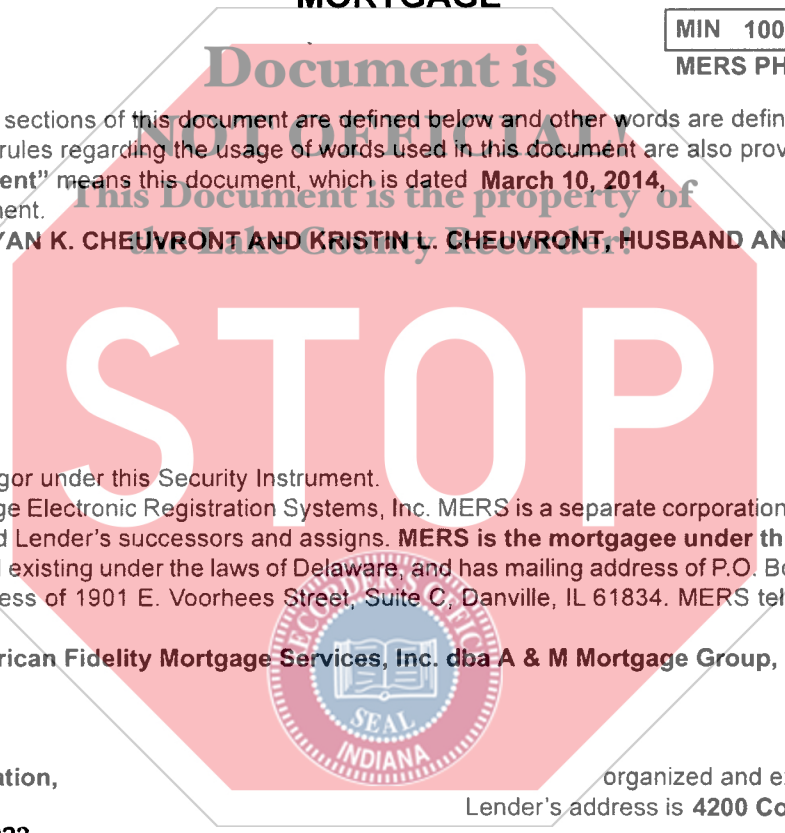 MORTGAGE
MIN 100
MERS PH
Document is
NOT OFFICIAL!
This Document is the property of
the Lake County Recorder!
sections of this document are defined below and other words are defin
rules regarding the usage of words used in this document are also prov
ent" means this document, which is dated March 10, 2014,
ent.
YAN K. CHEUVRONT AND KRISTIN L. CHEUVRONT, HUSBAND AN
STOP
gor under this Security Instrument.
ge Electronic Registration Systems, Inc. MERS is a separate corporation
d Lender's successors and assigns. MERS is the mortgagee under th
existing under the laws of Delaware, and has mailing address of P.O. Bo
ess of 1901 E. Voorhees Street, Suite C, Danville, IL 61834. MERS tel
rican Fidelity Mortgage Services, Inc. dba A & M Mortgage Group,
RECORDER'S OFFICE
SEAL
INDIANA
ation,
organized and e
Lender's address is 4200 Co